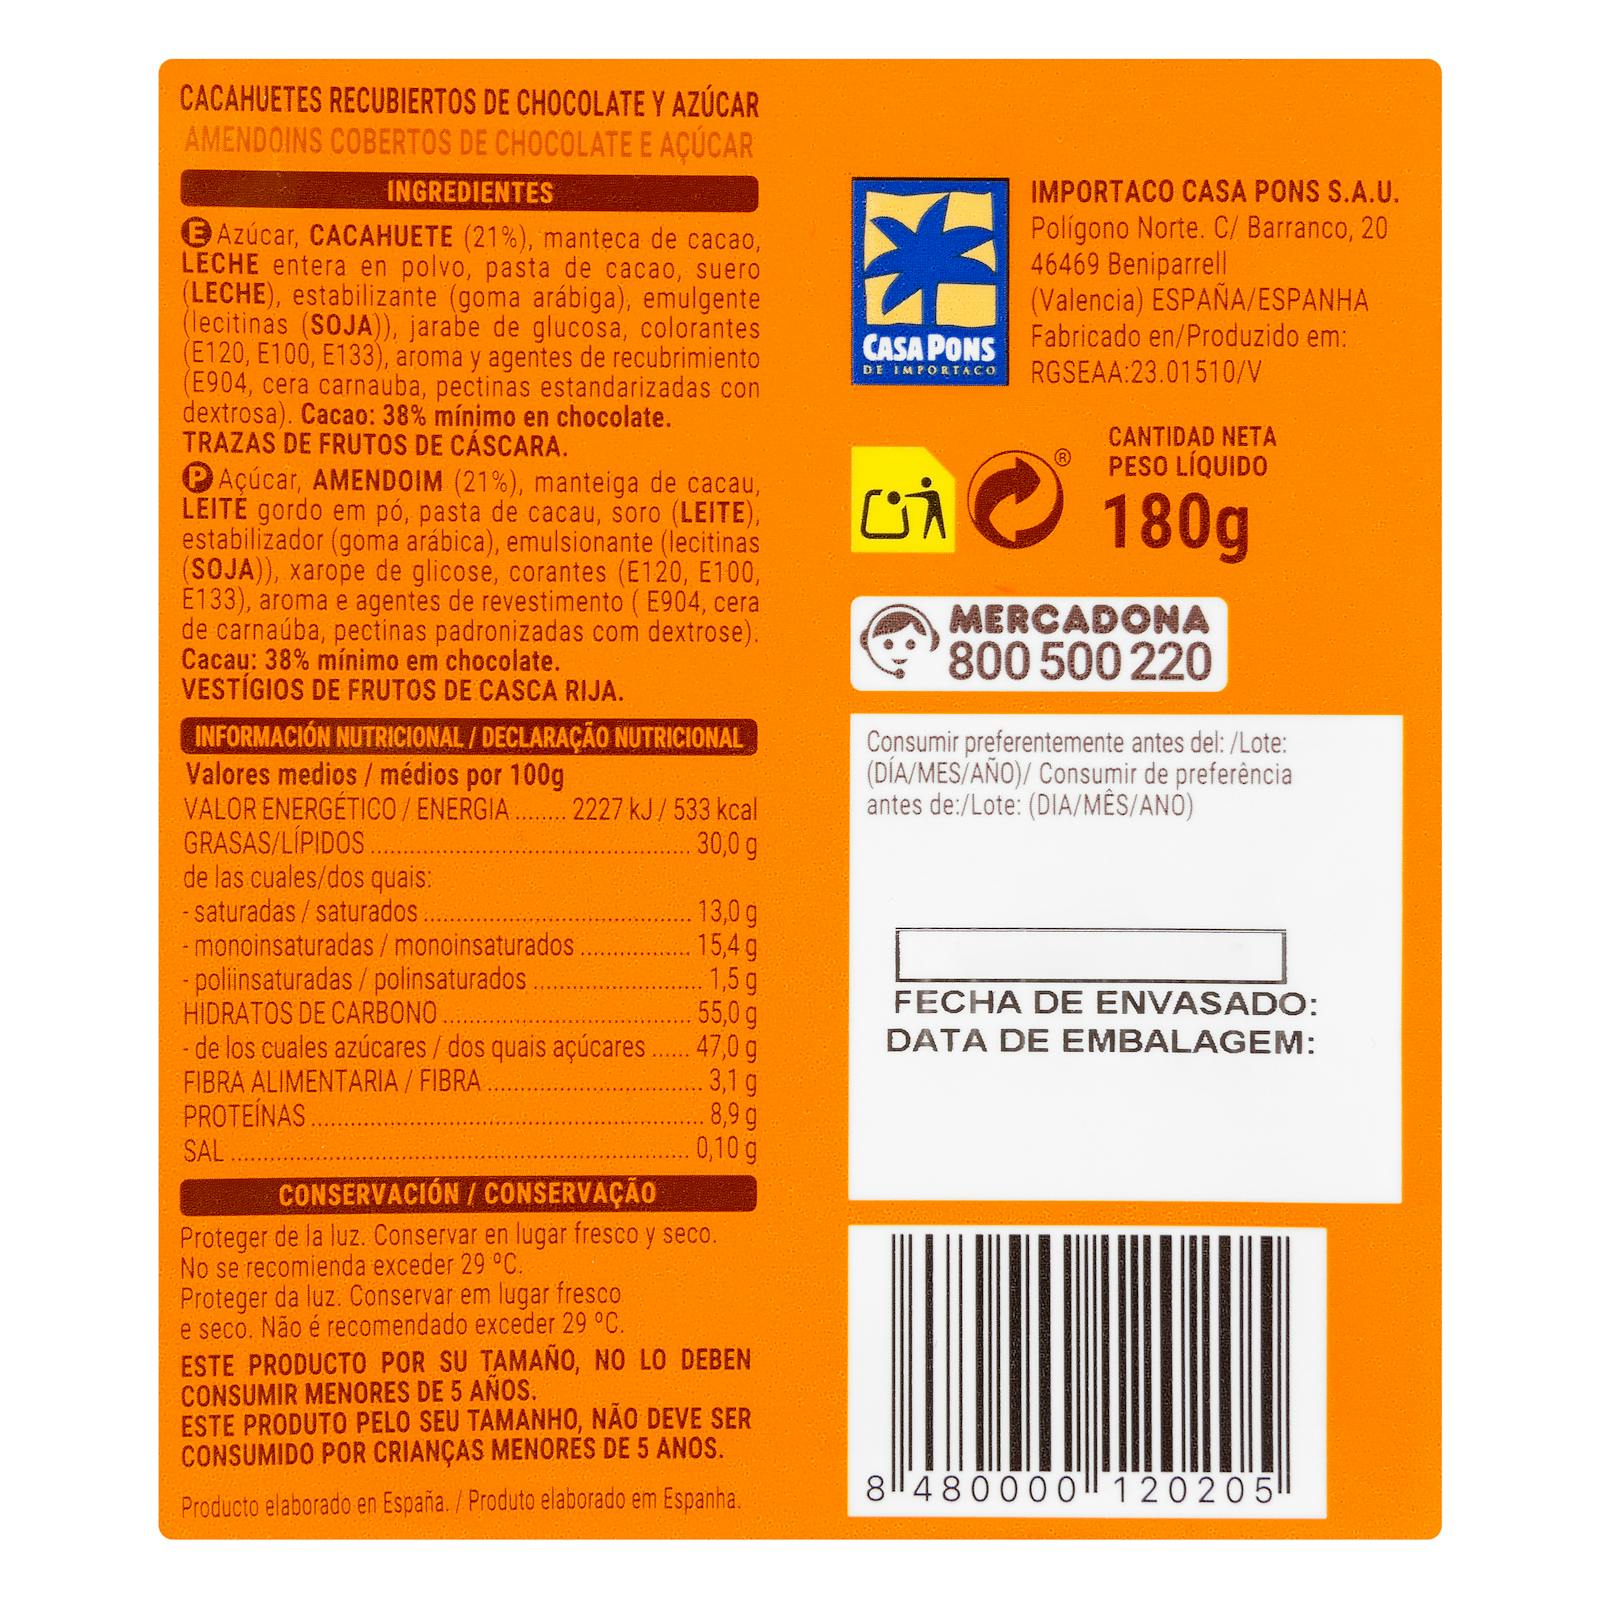 CACAHUETES RECUBIERTOS DE CHOCOLATE Y AZÚCAR
AMENDOINS COBERTOS DE CHOCOLATE E AÇÚCAR
INGREDIENTES
E Azúcar, CACAHUETE (21%), manteca de cacao,
LECHE entera en polvo, pasta de cacao, suero
(LECHE), estabilizante (goma arábiga), emulgente
(lecitinas (SOJA)), jarabe de glucosa, colorantes
(E120, E100, E133), aroma y agentes de recubrimiento
(E904, cera carnauba, pectinas estandarizadas con
dextrosa). Cacao: 38% mínimo en chocolate.
TRAZAS DE FRUTOS DE CÁSCARA.
P Açúcar, AMENDOIM (21%), manteiga de cacau,
LEITE gordo em pó, pasta de cacau, soro (LEITE),
estabilizador (goma arábica), emulsionante (lecitinas
(SOJA)), xarope de glicose, corantes (E120, E100,
E133), aroma e agentes de revestimento ( E904, cera
de carnaúba, pectinas padronizadas com dextrose).
Cacau: 38% mínimo em chocolate.
VESTÍGIOS DE FRUTOS DE CASCA RIJA.
INFORMACIÓN NUTRICIONAL / DECLARAÇÃO NUTRICIONAL
Valores medios / médios por 100g
VALOR ENERGÉTICO / ENERGIA ........ 2227 kJ / 533 kcal
GRASAS/LÍPIDOS ........ 30,0 g
de las cuales/dos quais:
- saturadas / saturados ........ 13,0 g
- monoinsaturadas / monoinsaturados ........ 15,4 g
- poliinsaturadas / polinsaturados ........ 1,5 g
HIDRATOS DE CARBONO ........ 55,0 g
- de los cuales azúcares / dos quais açúcares ...... 47,0 g
FIBRA ALIMENTARIA / FIBRA ........ 3,1 g
PROTEÍNAS ........ 8,9 g
SAL ........ 0,10 g
CONSERVACIÓN / CONSERVAÇÃO
Proteger de la luz. Conservar en lugar fresco y seco.
No se recomienda exceder 29 ºC.
Proteger da luz. Conservar em lugar fresco
e seco. Não é recomendado exceder 29 ºC.
ESTE PRODUCTO POR SU TAMAÑO, NO LO DEBEN
CONSUMIR MENORES DE 5 AÑOS.
ESTE PRODUTO PELO SEU TAMANHO, NÃO DEVE SER
CONSUMIDO POR CRIANÇAS MENORES DE 5 ANOS.
Producto elaborado en España. / Produto elaborado em Espanha.
CASA PONS
DE IMPORTACO
IMPORTACO CASA PONS S.A.U.
Polígono Norte. C/ Barranco, 20
46469 Beniparrell
(Valencia) ESPAÑA/ESPANHA
Fabricado en/Produzido em:
RGSEAA:23.01510/V
®
CANTIDAD NETA
PESO LÍQUIDO
180g
MERCADONA
800 500 220
Consumir preferentemente antes del: /Lote:
(DÍA/MES/AÑO)/ Consumir de preferência
antes de:/Lote: (DIA/MÊS/ANO)
FECHA DE ENVASADO:
DATA DE EMBALAGEM:
8 480000 120205